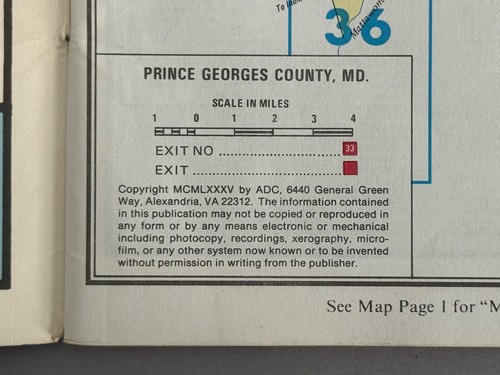 To India
Mattawoman
36
PRINCE GEORGES COUNTY, MD.
SCALE IN MILES
1 0 1 2 3 4
EXIT NO 33
EXIT
Copyright MCMLXXXV by ADC, 6440 General Green
Way, Alexandria, VA 22312. The information contained
in this publication may not be copied or reproduced in
any form or by any means electronic or mechanical
including photocopy, recordings, xerography, micro-
film, or any other system now known or to be invented
without permission in writing from the publisher.
See Map Page 1 for “M